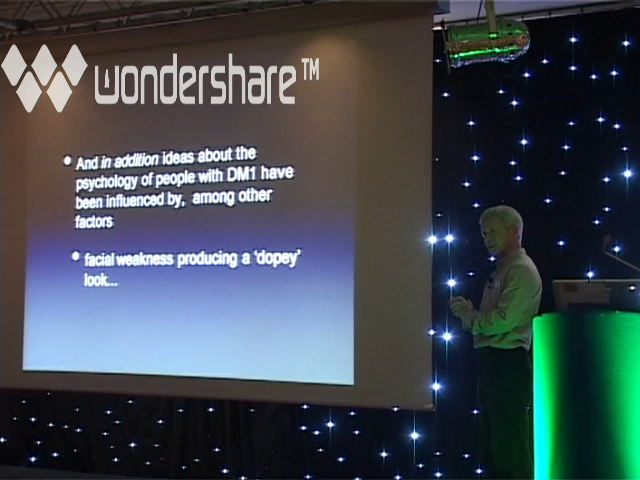 wondershare™
• And in addition ideas about the
psychology of people with DM1 have
been influenced by, among other
factors
• facial weakness producing a 'dopey'
look...